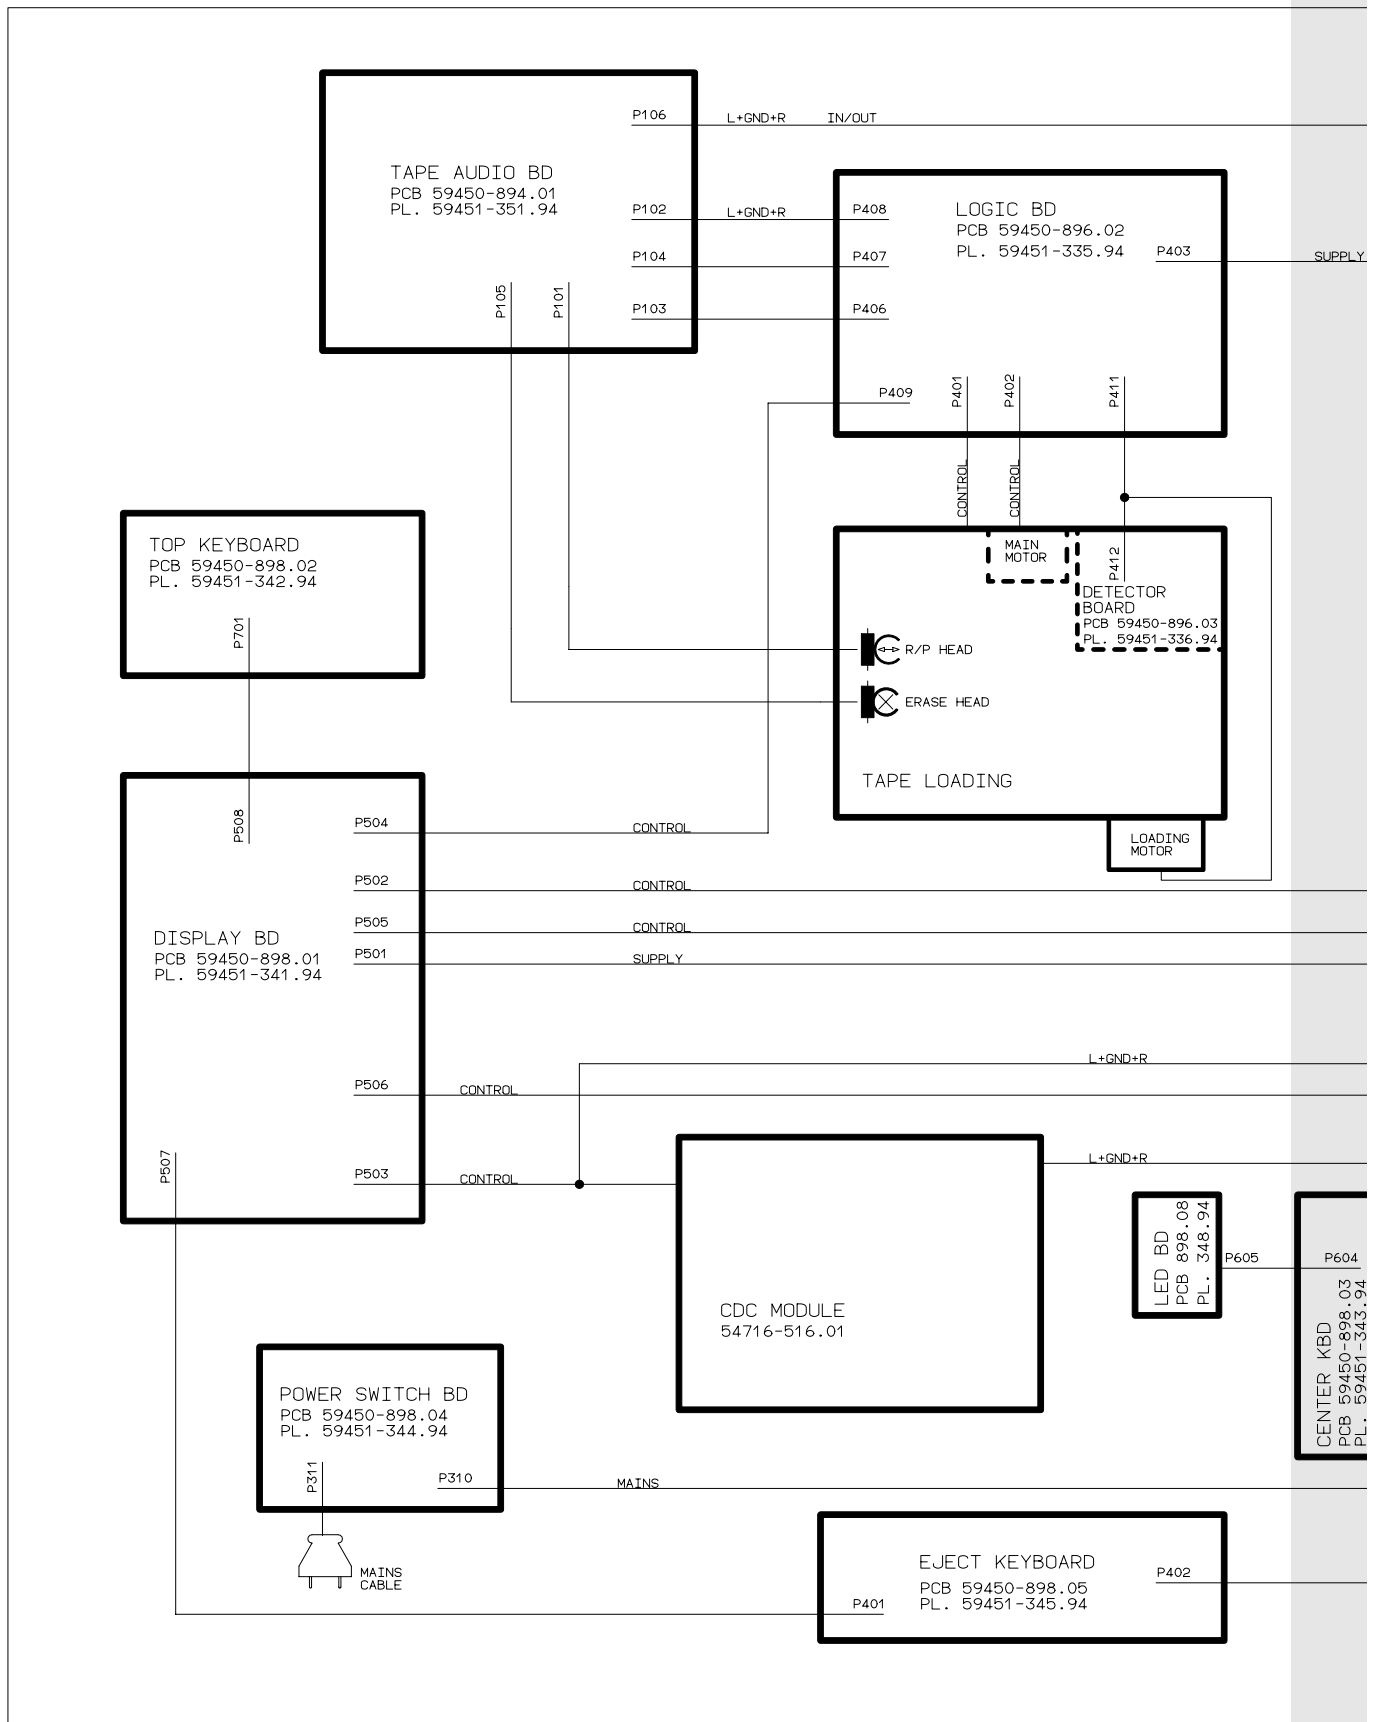 P106
L+GND+R
IN/OUT
TAPE AUDIO BD
PCB 59450-894.01
PL. 59451-351.94
P102
L+GND+R
P408
LOGIC BD
PCB 59450-896.02
PL. 59451-335.94
P403
SUPPLY
P104
P407
P105
P101
P103
P406
P409
P401
P402
P411
CONTROL
CONTROL
TOP KEYBOARD
PCB 59450-898.02
PL. 59451-342.94
P701
MAIN
MOTOR
P412
DETECTOR
BOARD
PCB 59450-896.03
PL. 59451-336.94
R/P HEAD
ERASE HEAD
TAPE LOADING
LOADING
MOTOR
P508
P504
CONTROL
P502
CONTROL
P505
CONTROL
P501
SUPPLY
DISPLAY BD
PCB 59450-898.01
PL. 59451-341.94
L+GND+R
P506
CONTROL
P507
P503
CONTROL
L+GND+R
CDC MODULE
54716-516.01
LED BD
PCB 898.08
PL. 348.94
P605
P604
CENTER KBD
PCB 59450-898.03
PL. 59451-343.94
POWER SWITCH BD
PCB 59450-898.04
PL. 59451-344.94
P311
P310
MAINS
MAINS
CABLE
EJECT KEYBOARD
PCB 59450-898.05
PL. 59451-345.94
P401
P402